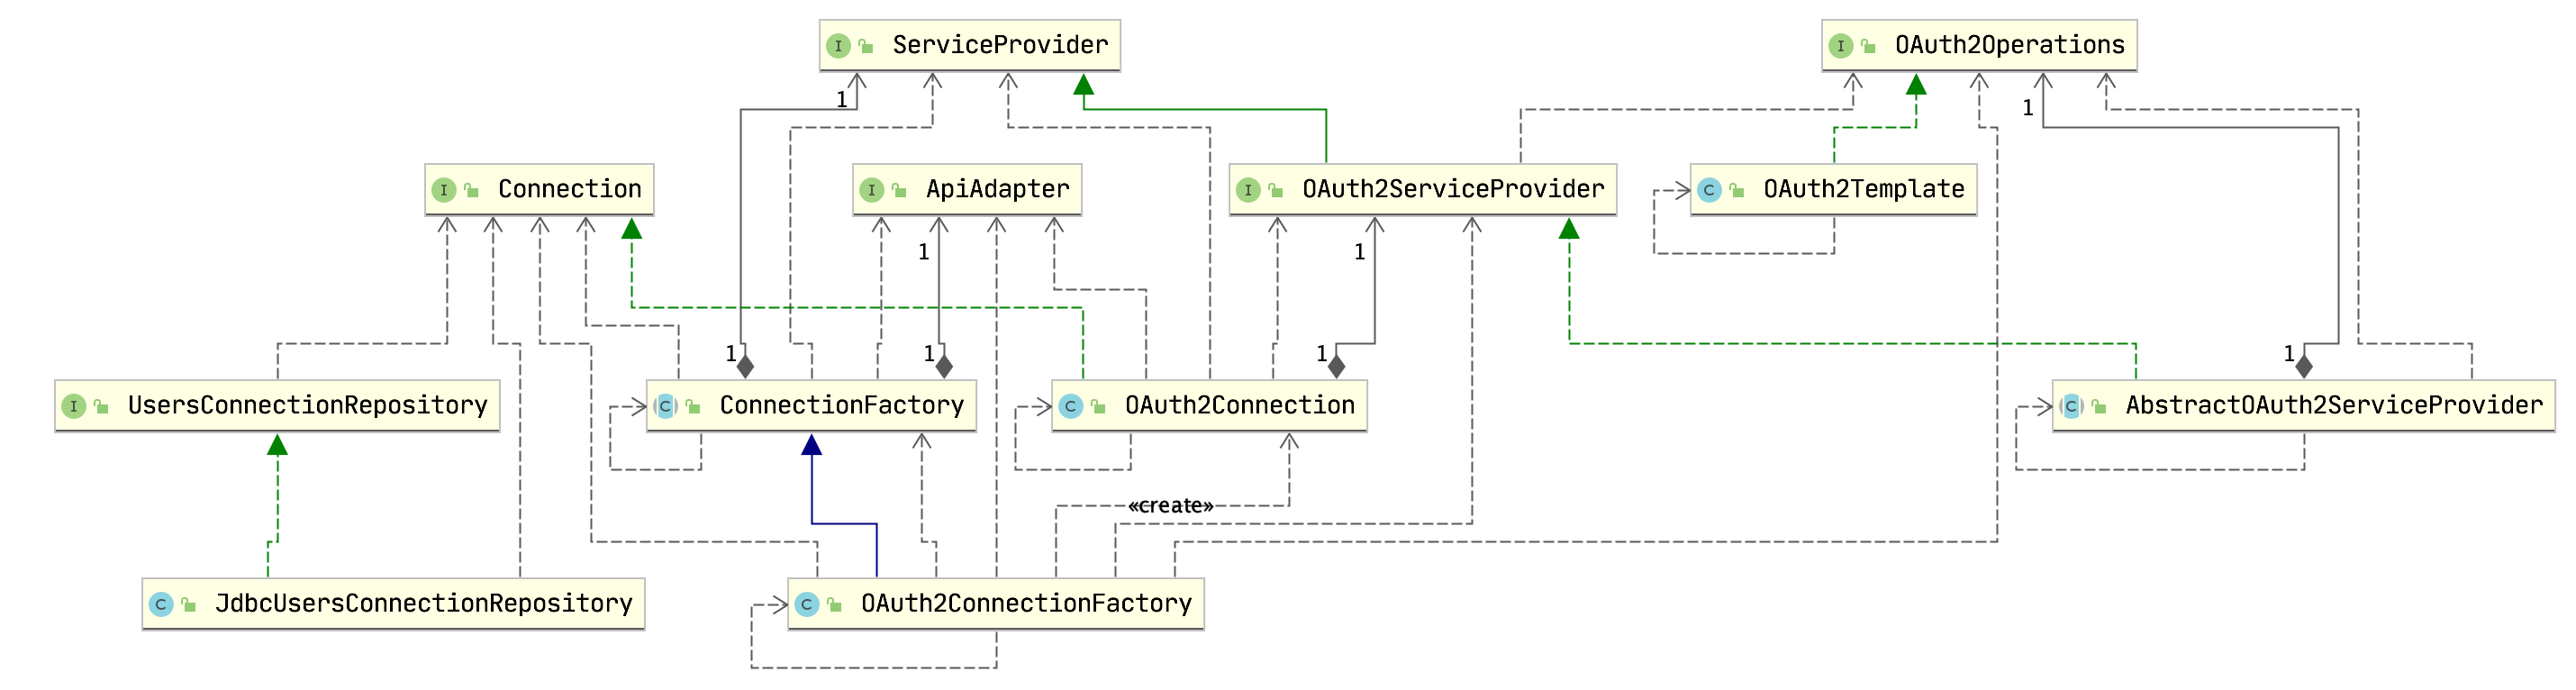 I ServiceProvider
I OAuth2Operations
1
1
I Connection
I ApiAdapter
I OAuth2ServiceProvider
C OAuth2Template
1
1
1
1
1
1
I UsersConnectionRepository
C ConnectionFactory
C OAuth2Connection
C AbstractOAuth2ServiceProvider
«create»
C JdbcUsersConnectionRepository
C OAuth2ConnectionFactory